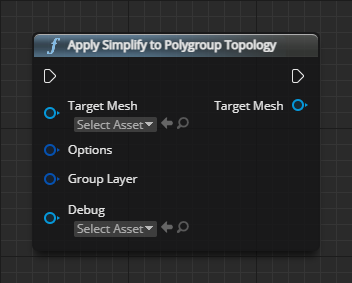 Apply Simplify to Polygroup Topology
Target Mesh Target Mesh
Select Asset
Options
Group Layer
Debug
Select Asset